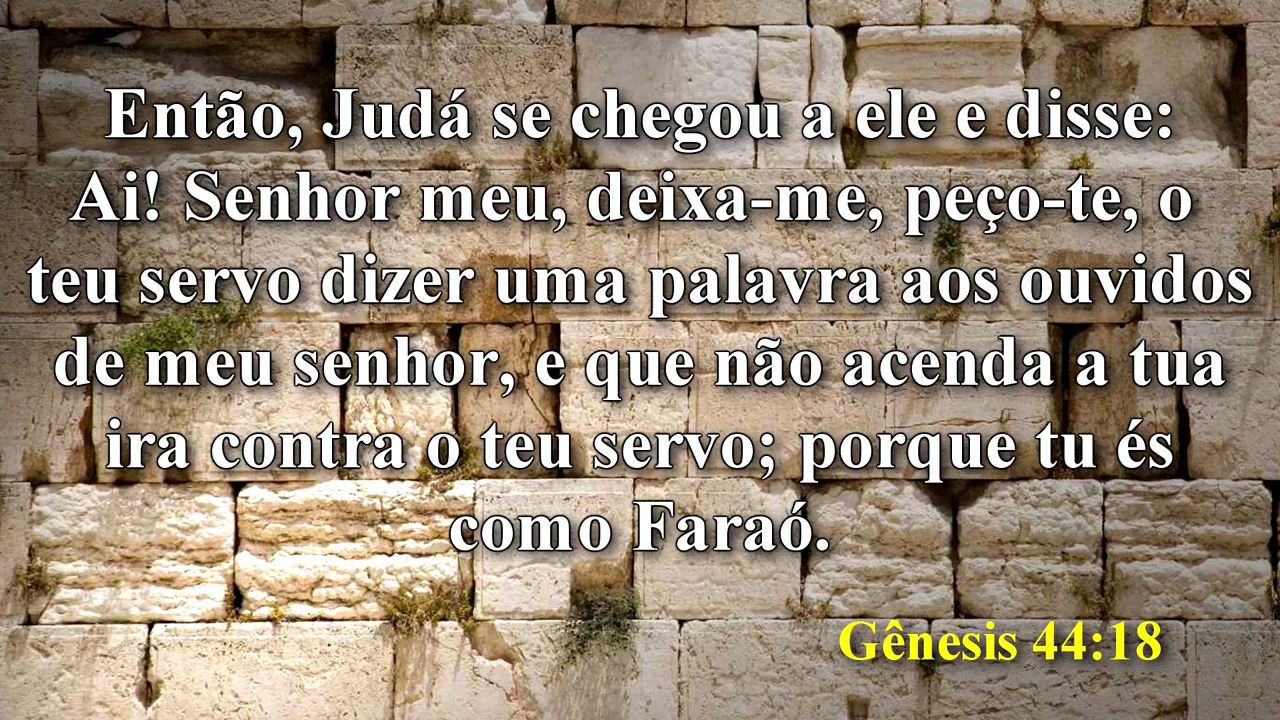 Então, Judá se chegou a ele e disse:
Ai! Senhor meu, deixa-me, peço-te, o
teu servo dizer uma palavra aos ouvidos
de meu senhor, e que não acenda a tua
ira contra o teu servo; porque tu és
como Faraó.
Gênesis 44:18